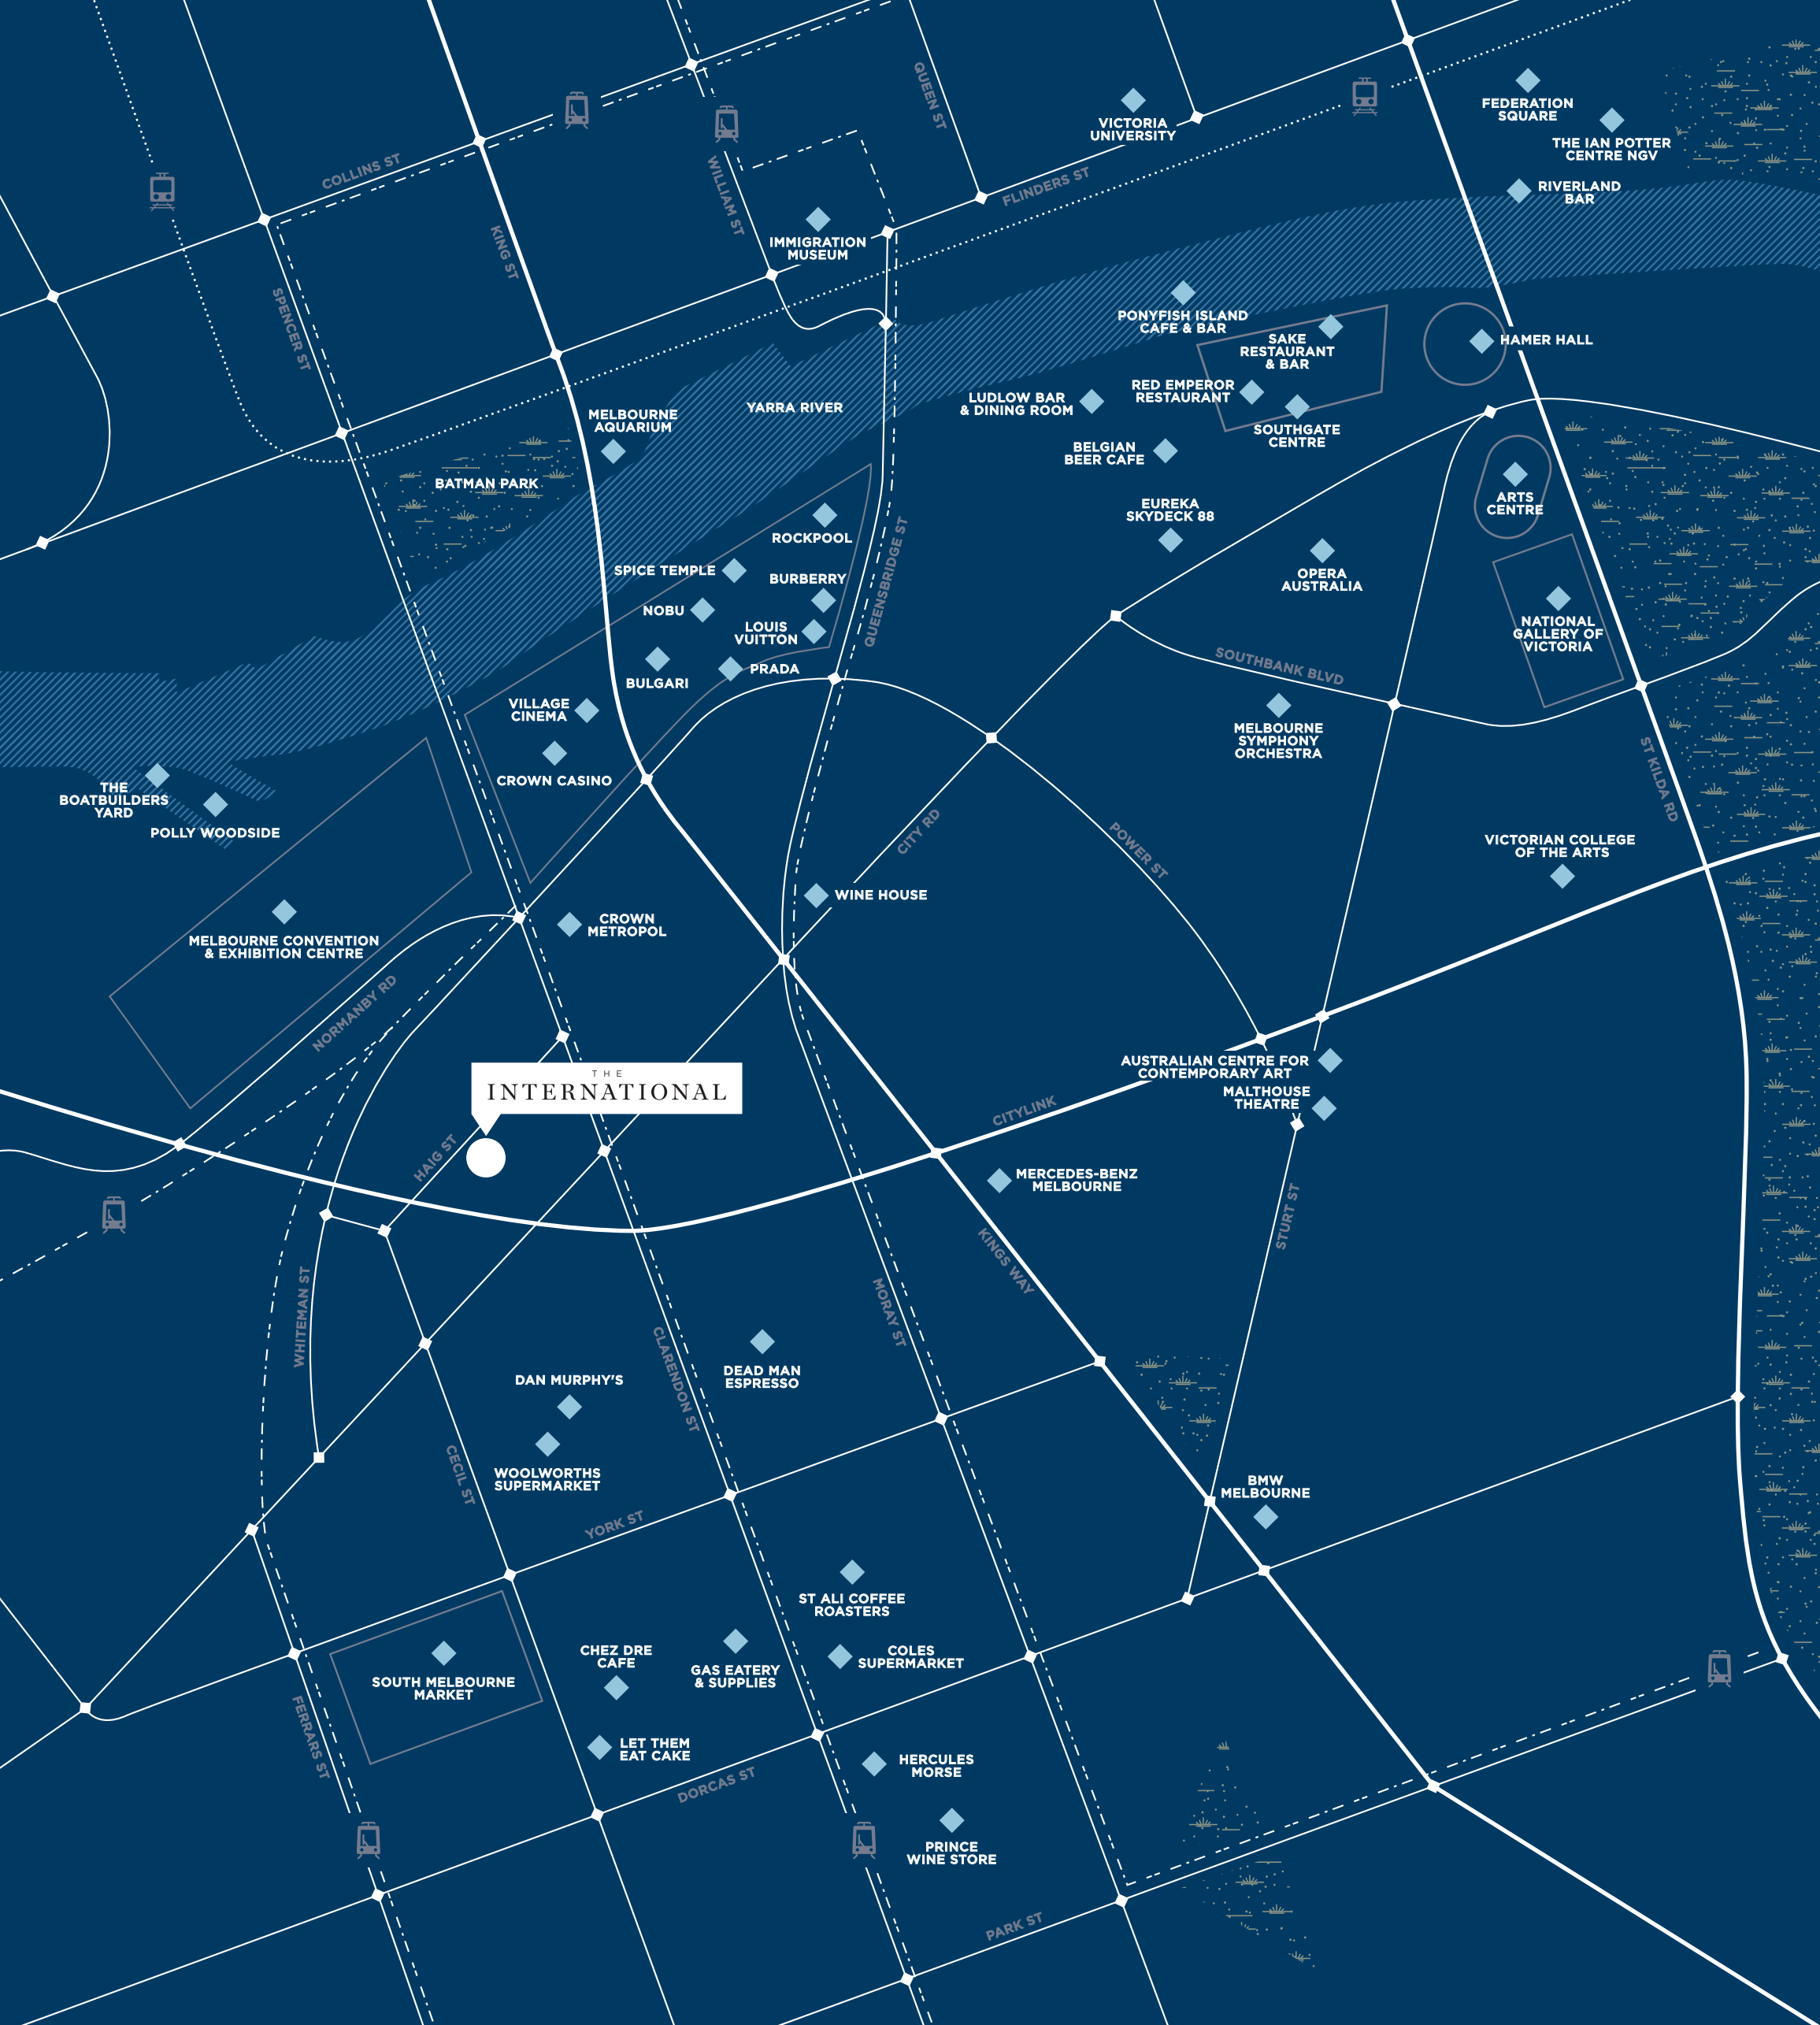 QUEEN ST
FEDERATION
SQUARE
VICTORIA
UNIVERSITY
THE IAN POTTER
CENTRE NGV
COLLINS ST
WILLIAM ST
FLINDERS ST
RIVERLAND
BAR
KING ST
IMMIGRATION
MUSEUM
SPENCER ST
PONYFISH ISLAND
CAFE & BAR
SAKE
RESTAURANT
& BAR
HAMER HALL
RED EMPEROR
RESTAURANT
LUDLOW BAR
& DINING ROOM
YARRA RIVER
MELBOURNE
AQUARIUM
SOUTHGATE
CENTRE
BELGIAN
BEER CAFE
BATMAN PARK
ARTS
CENTRE
EUREKA
SKYDECK 88
ROCKPOOL
SPICE TEMPLE
BURBERRY
QUEENSBRIDGE ST
OPERA
AUSTRALIA
NOBU
LOUIS
VUITTON
NATIONAL
GALLERY OF
VICTORIA
PRADA
BULGARI
SOUTHBANK BLVD
VILLAGE
CINEMA
MELBOURNE
SYMPHONY
ORCHESTRA
CROWN CASINO
ST KILDA RD
THE
BOATBUILDERS
YARD
POLLY WOODSIDE
CITY RD
POWER ST
VICTORIAN COLLEGE
OF THE ARTS
WINE HOUSE
CROWN
METROPOL
MELBOURNE CONVENTION
& EXHIBITION CENTRE
NORMANBY RD
AUSTRALIAN CENTRE FOR
CONTEMPORARY ART
THE
INTERNATIONAL
MALTHOUSE
THEATRE
CITYLINK
HAIG ST
MERCEDES-BENZ
MELBOURNE
STURT ST
KINGS WAY
WHITEMAN ST
MORAY ST
CLARENDON ST
DEAD MAN
ESPRESSO
DAN MURPHY'S
WOOLWORTHS
SUPERMARKET
CECIL ST
BMW
MELBOURNE
YORK ST
ST ALI COFFEE
ROASTERS
CHEZ DRE
CAFE
COLES
SUPERMARKET
GAS EATERY
& SUPPLIES
SOUTH MELBOURNE
MARKET
FERRARS ST
LET THEM
EAT CAKE
HERCULES
MORSE
DORCAS ST
PRINCE
WINE STORE
PARK ST